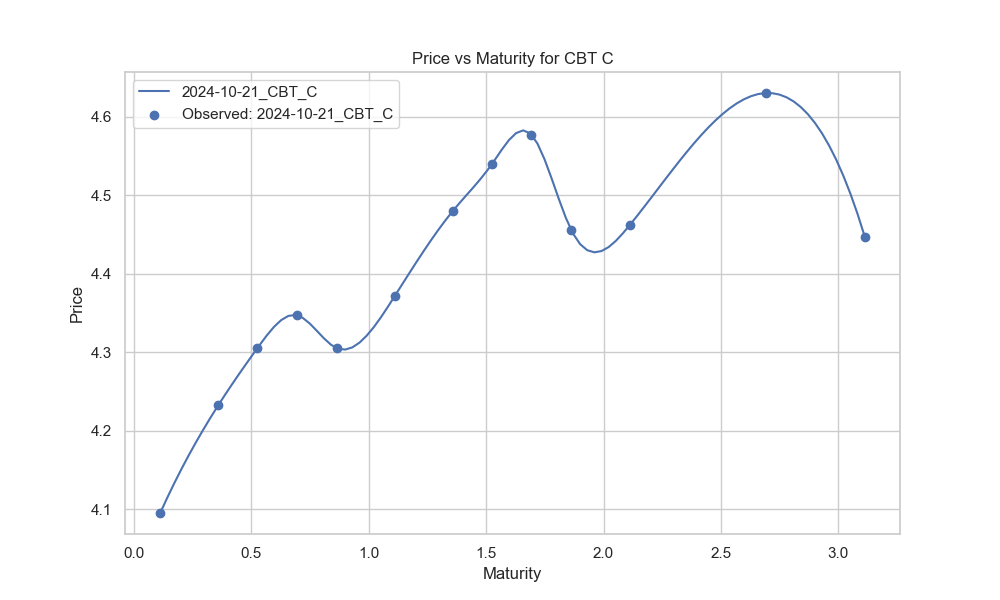 Price vs Maturity for CBT C
2024-10-21_CBT_C
Observed: 2024-10-21_CBT_C
Price
4.6
4.5
4.4
4.3
4.2
4.1
0.0 0.5 1.0 1.5 2.0 2.5 3.0
Maturity